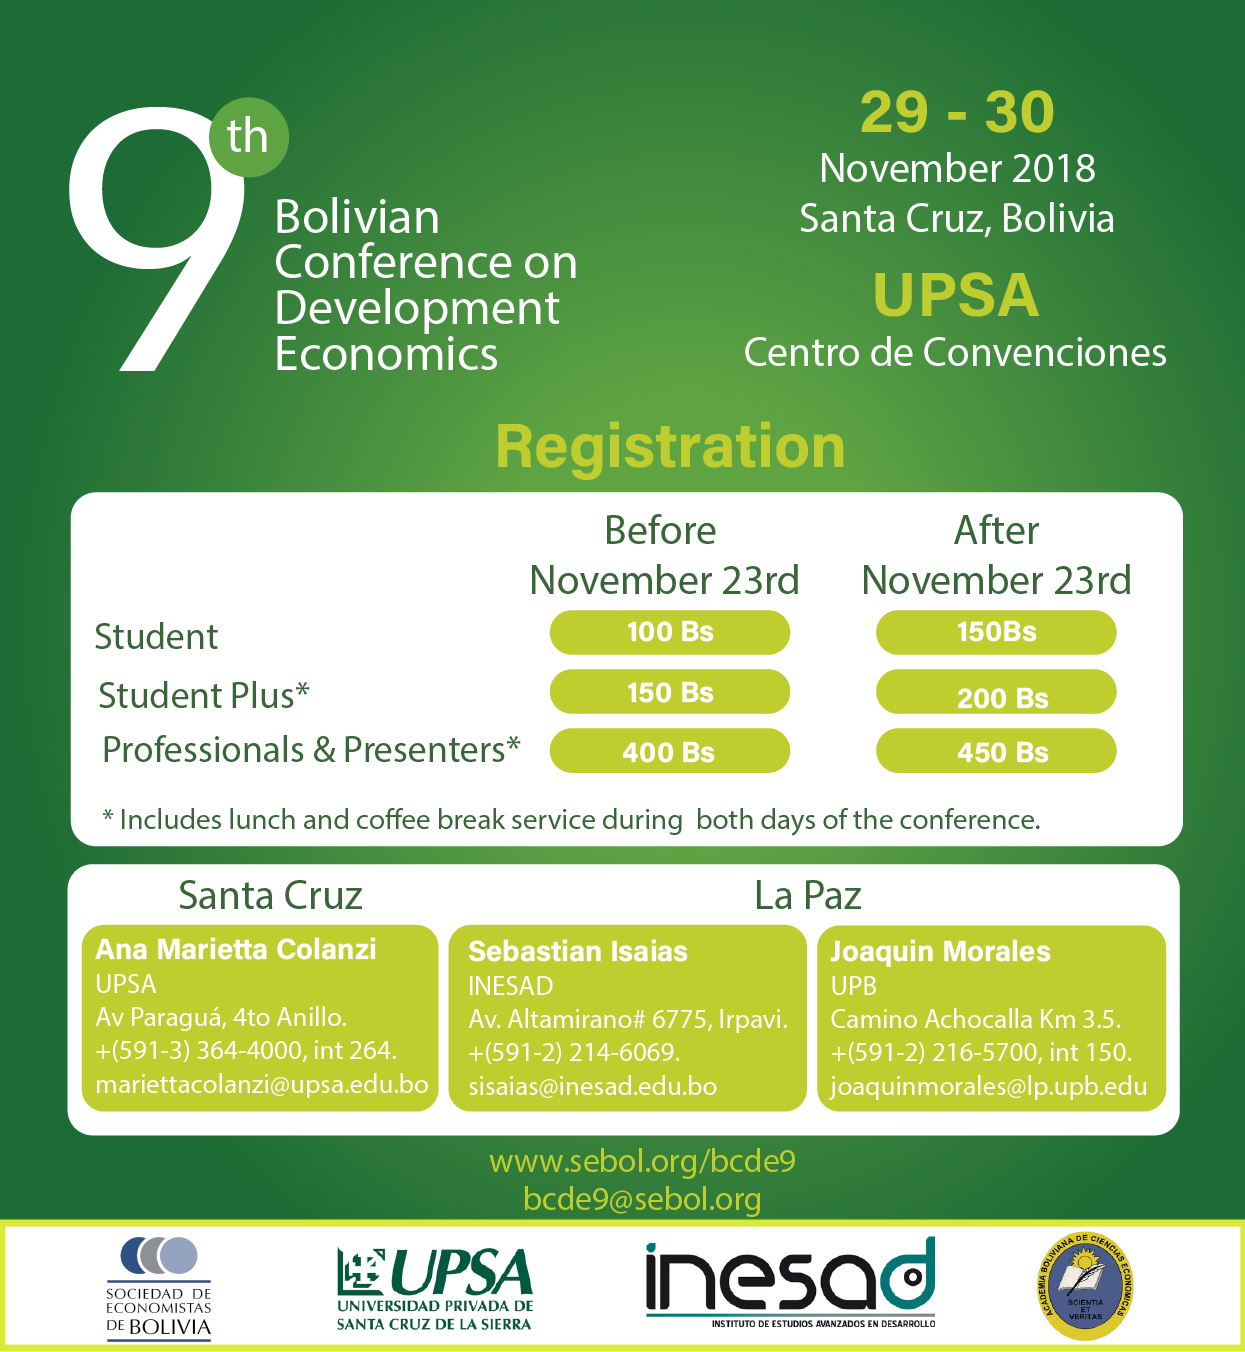 9th
Bolivian
Conference on
Development
Economics
29 - 30
November 2018
Santa Cruz, Bolivia
UPSA
Centro de Convenciones
Registration
Before November 23rd
After November 23rd
Student 100 Bs 150Bs
Student Plus* 150 Bs 200 Bs
Professionals & Presenters* 400 Bs 450 Bs
* Includes lunch and coffee break service during both days of the conference.
Santa Cruz
Ana Marietta Colanzi
UPSA
Av Paraguá, 4to Anillo.
+(591-3) 364-4000, int 264.
mariettacolanzi@upsa.edu.bo
La Paz
Sebastian Isaias
INESAD
Av. Altamirano# 6775, Irpavi.
+(591-2) 214-6069.
sisaias@inesad.edu.bo
Joaquin Morales
UPB
Camino Achocalla Km 3.5.
+(591-2) 216-5700, int 150.
joaquinmorales@lp.upb.edu
www.sebol.org/bcde9
bcde9@sebol.org
SOCIEDAD DE
ECONOMISTAS
DE BOLIVIA
UPSA
UNIVERSIDAD PRIVADA DE
SANTA CRUZ DE LA SIERRA
inesad
INSTITUTO DE ESTUDIOS AVANZADOS EN DESARROLLO
ACADEMIA BOLIVIANA DE CIENCIAS ECONOMICAS
SCIENTIA
ET
VERITAS